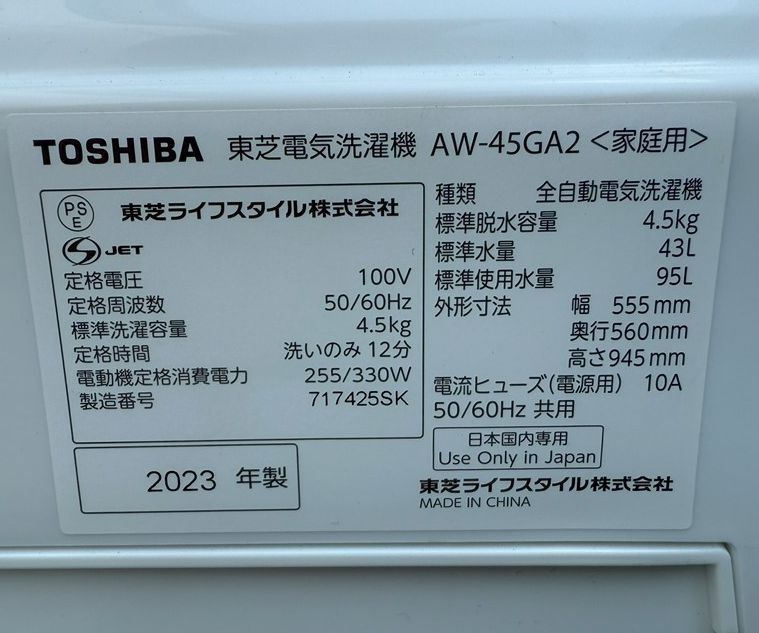 TOSHIBA 東芝電気洗濯機 AW-45GA2 <家庭用>
PS
E
東芝ライフスタイル株式会社
S JET
定格電圧 100V
定格周波数 50/60Hz
標準洗濯容量 4.5kg
定格時間 洗いのみ 12分
電動機定格消費電力 255/330W
製造番号 717425SK
2023 年製
種類 全自動電気洗濯機
標準脱水容量 4.5kg
標準水量 43L
標準使用水量 95L
外形寸法 幅 555mm
奥行560mm
高さ945mm
電流ヒューズ(電源用) 10A
50/60Hz 共用
日本国内専用
Use Only in Japan
東芝ライフスタイル株式会社
MADE IN CHINA